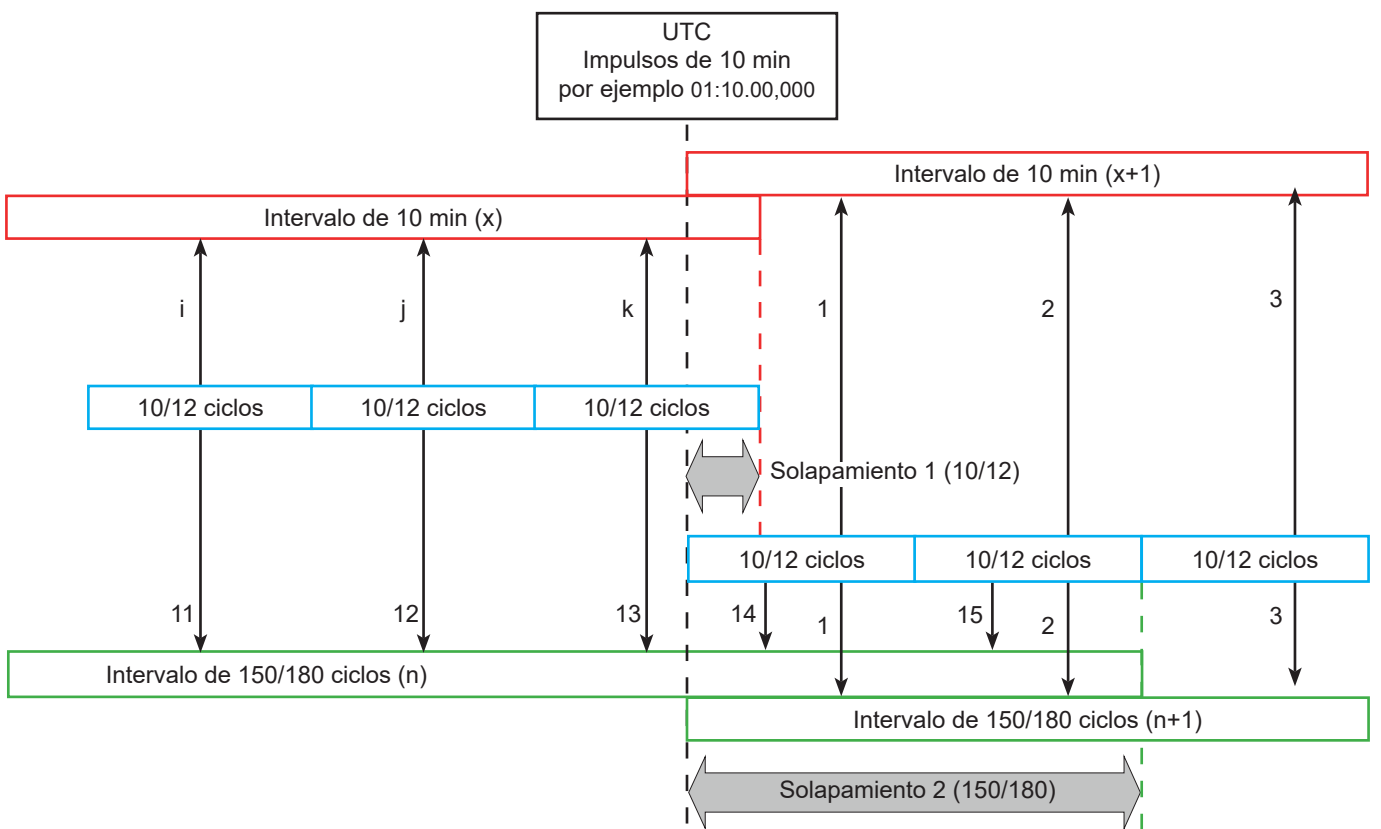 UTC
Impulsos de 10 min
por ejemplo 01:10.00,000
Intervalo de 10 min (x+1)
Intervalo de 10 min (x)
i
j
k
1
2
3
10/12 ciclos
10/12 ciclos
10/12 ciclos
Solapamiento 1 (10/12)
10/12 ciclos
10/12 ciclos
10/12 ciclos
11
12
13
14
1
15
2
3
Intervalo de 150/180 ciclos (n)
Intervalo de 150/180 ciclos (n+1)
Solapamiento 2 (150/180)